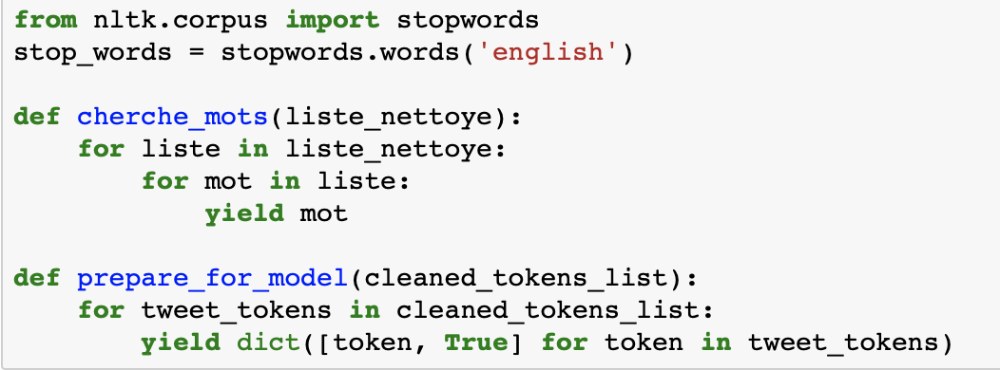 from nltk.corpus import stopwords
stop_words = stopwords.words('english')

def cherche_mots(liste_nettoye):
    for liste in liste_nettoye:
        for mot in liste:
            yield mot

def prepare_for_model(cleaned_tokens_list):
    for tweet_tokens in cleaned_tokens_list:
        yield dict([token, True] for token in tweet_tokens)